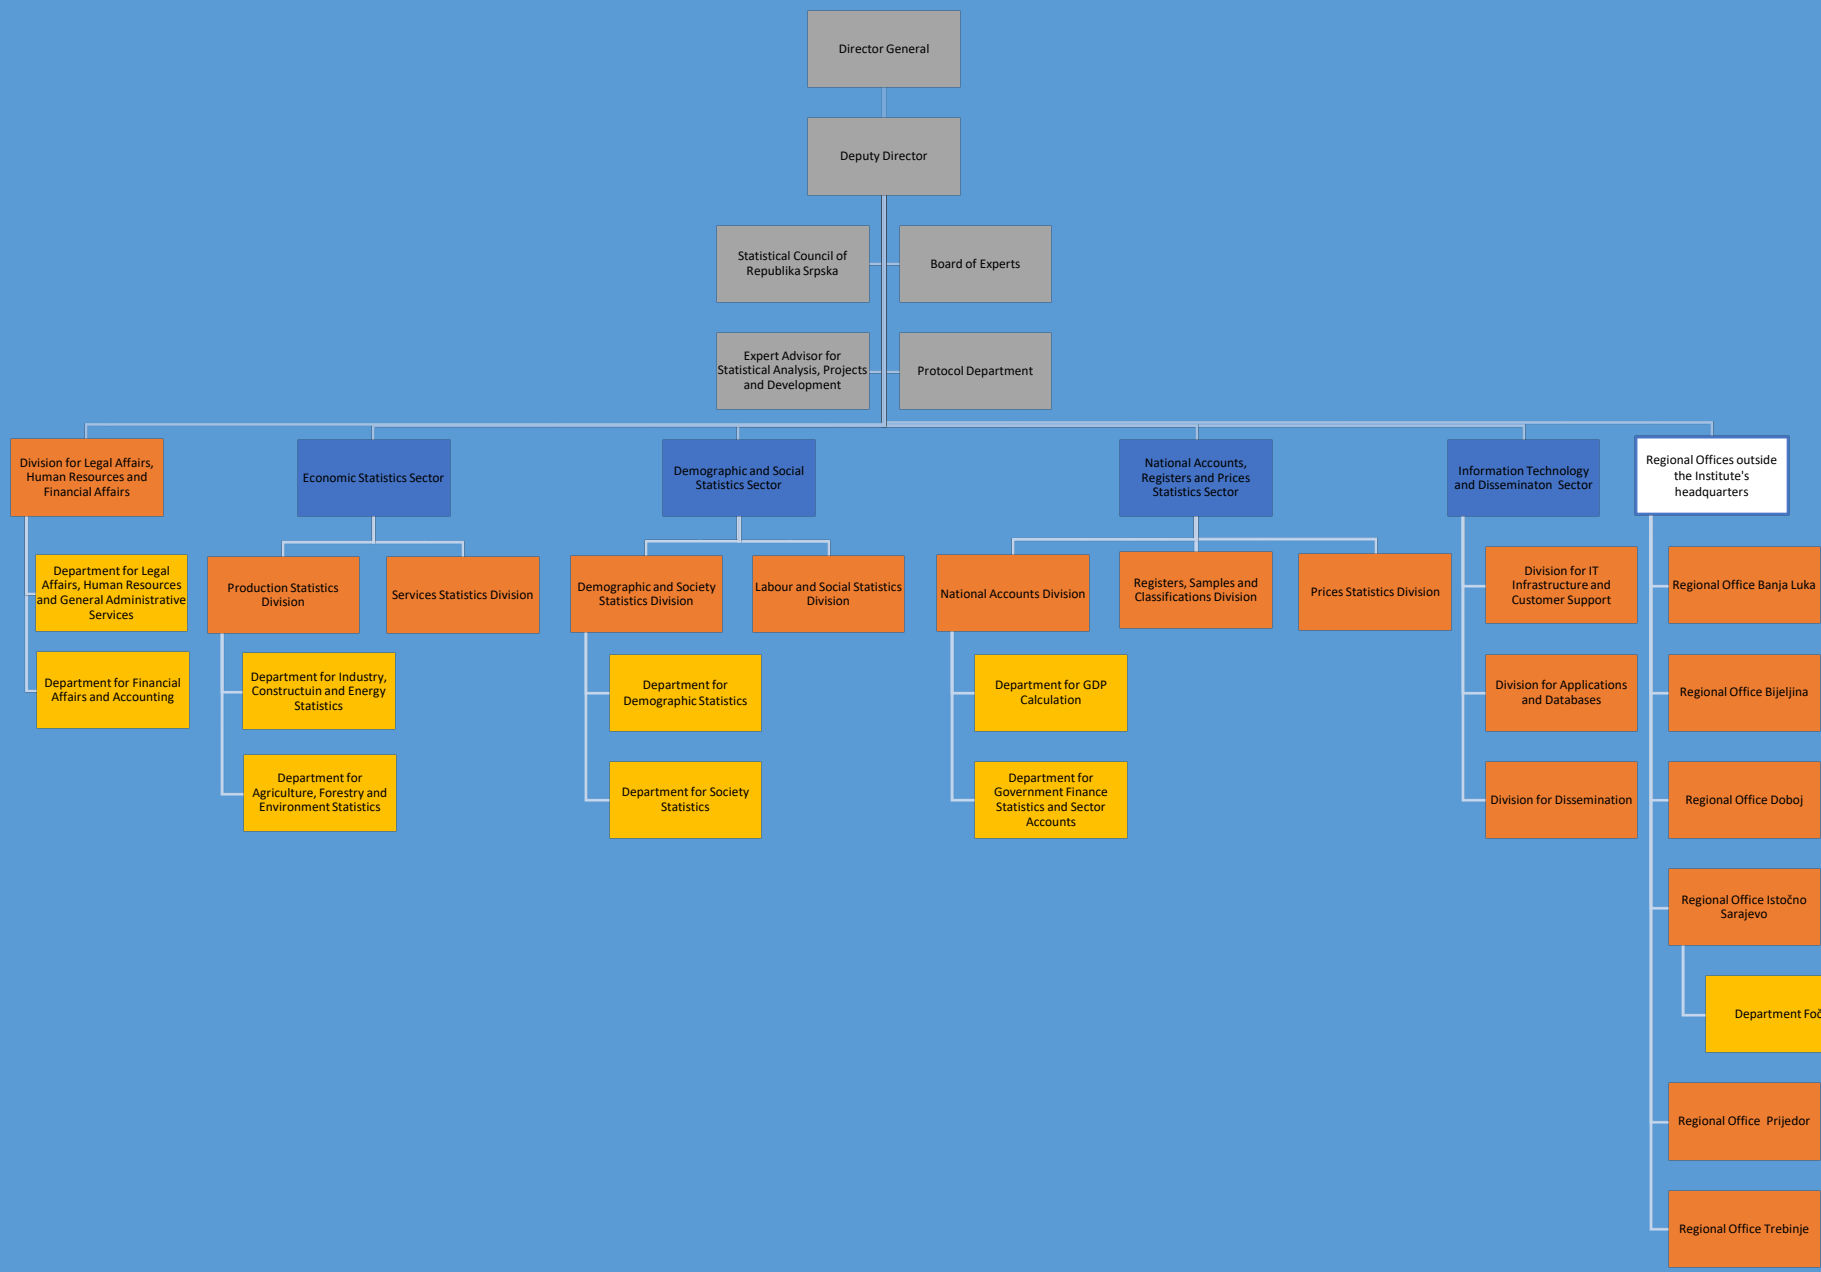 Director General
Deputy Director
Statistical Council of
Republika Srpska
Board of Experts
Expert Advisor for
Statistical Analysis, Projects
and Development
Protocol Department
Division for Legal Affairs,
Human Resources and
Financial Affairs
Department for Legal
Affairs, Human Resources
and General Administrative
Services
Department for Financial
Affairs and Accounting
Economic Statistics Sector
Production Statistics
Division
Department for Industry,
Constructuin and Energy
Statistics
Department for
Agriculture, Forestry and
Environment Statistics
Services Statistics Division
Demographic and Social
Statistics Sector
Demographic and Society
Statistics Division
Department for
Demographic Statistics
Department for Society
Statistics
Labour and Social Statistics
Division
National Accounts,
Registers and Prices
Statistics Sector
National Accounts Division
Department for GDP
Calculation
Department for
Government Finance
Statistics and Sector
Accounts
Registers, Samples and
Classifications Division
Prices Statistics Division
Information Technology
and Disseminaton Sector
Division for IT
Infrastructure and
Customer Support
Division for Applications
and Databases
Division for Dissemination
Regional Offices outside
the Institute's
headquarters
Regional Office Banja Luka
Regional Office Bijeljina
Regional Office Doboj
Regional Office Istočno
Sarajevo
Department
Regional Office Prijedor
Regional Office Trebinje